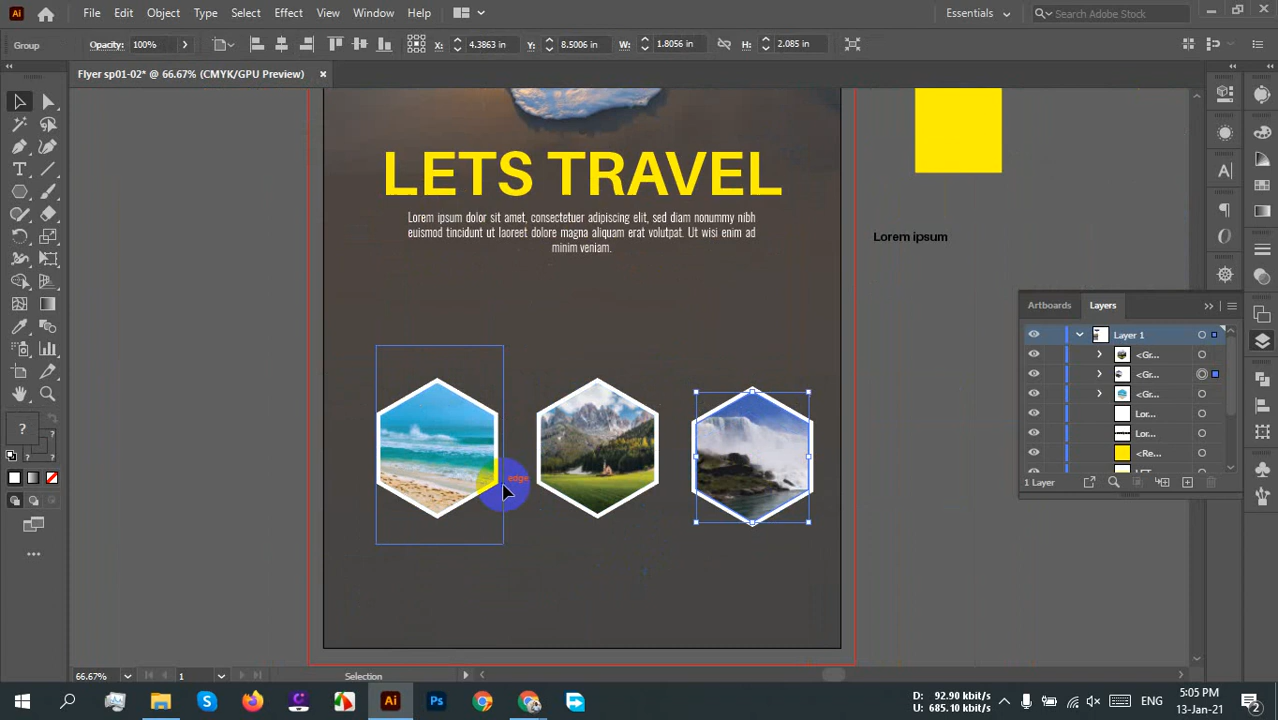 Ai File Edit Object Type Select Effect View Window Help Essentials Search Adobe Stock
Group Opacity: 100% X: 4.3863 in Y: 8.5006 in W: 1.8056 in H: 2.085 in
Flyer sp01-02* @ 66.67% (CMYK/GPU Preview) ×
LETS TRAVEL
Lorem ipsum dolor sit amet, consectetuer adipiscing elit, sed diam nonummy nibh
euismod tincidunt ut laoreet dolore magna aliquam erat volutpat. Ut wisi enim ad
minim veniam.
Lorem ipsum
Artboards Layers
Layer 1
<Gr...
<Gr...
<Gr...
Lor...
Lor...
<Re...
1 Layer
edge
66.67% 1 Selection
Ai Ps D: 92.90 kbit/s ENG 5:05 PM
U: 685.10 kbit/s 13-Jan-21 2